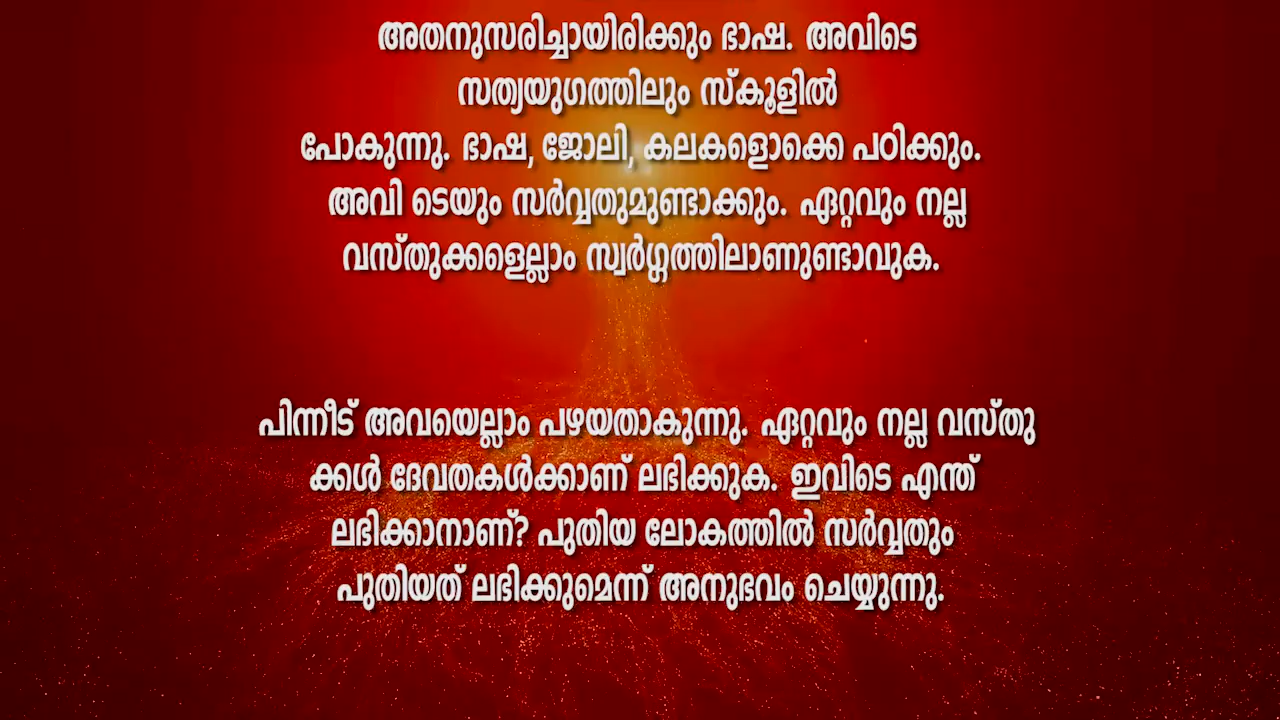 അതനുസരിച്ചായിരിക്കും ഭാഷ. അവിടെ
സത്യയുഗത്തിലും സ്കൂളിൽ
പോകുന്നു. ഭാഷ, ജോലി, കലകളൊക്കെ പഠിക്കും.
അവി ടെയും സർവ്വതുമുണ്ടാക്കും. ഏറ്റവും നല്ല
വസ്തുക്കളെല്ലാം സ്വർഗ്ഗത്തിലാണുണ്ടാവുക.
പിന്നീട് അവയെല്ലാം പഴയതാകുന്നു. ഏറ്റവും നല്ല വസ്തു
ക്കൾ ദേവതകൾക്കാണ് ലഭിക്കുക. ഇവിടെ എന്ത്
ലഭിക്കാനാണ്? പുതിയ ലോകത്തിൽ സർവ്വതും
പുതിയത് ലഭിക്കുമെന്ന് അനുഭവം ചെയ്യുന്നു.